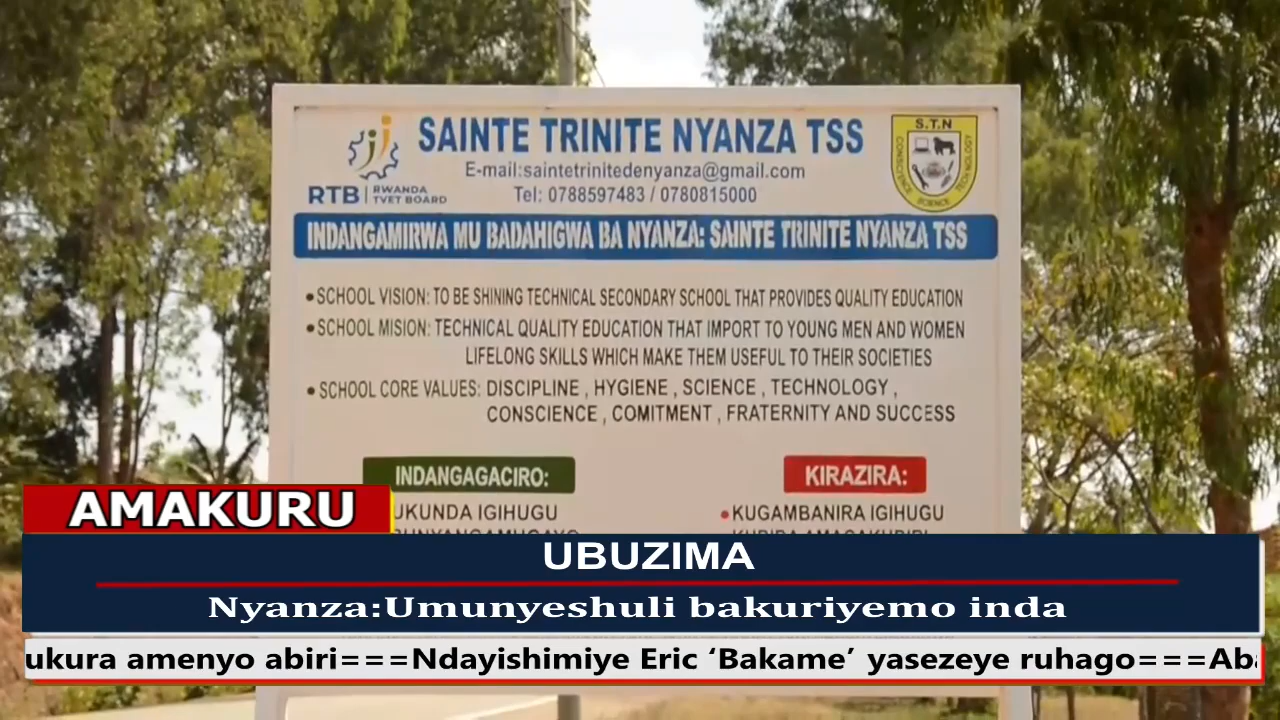 SAINTE TRINITE NYANZA TSS
E-mail:saintetrinitedenyanza@gmail.com
Tel: 0788597483 / 0780815000
RTB | RWANDA
TVET BOARD
S.T.N
CONSCIENCE
SCIENCE
TECHNOLOGY
INDANGAMIRWA MU BADAHIGWA BA NYANZA: SAINTE TRINITE NYANZA TSS
•SCHOOL VISION: TO BE SHINING TECHNICAL SECONDARY SCHOOL THAT PROVIDES QUALITY EDUCATION
•SCHOOL MISION: TECHNICAL QUALITY EDUCATION THAT IMPORT TO YOUNG MEN AND WOMEN
LIFELONG SKILLS WHICH MAKE THEM USEFUL TO THEIR SOCIETIES
•SCHOOL CORE VALUES: DISCIPLINE , HYGIENE , SCIENCE , TECHNOLOGY ,
CONSCIENCE , COMITMENT , FRATERNITY AND SUCCESS
INDANGAGACIRO:
UKUNDA IGIHUGU
KIRAZIRA:
•KUGAMBANIRA IGIHUGU
AMAKURU
UBUZIMA
Nyanza:Umunyeshuli bakuriyemo inda
ukura amenyo abiri===Ndayishimiye Eric ‘Bakame’ yasezeye ruhago===Aba